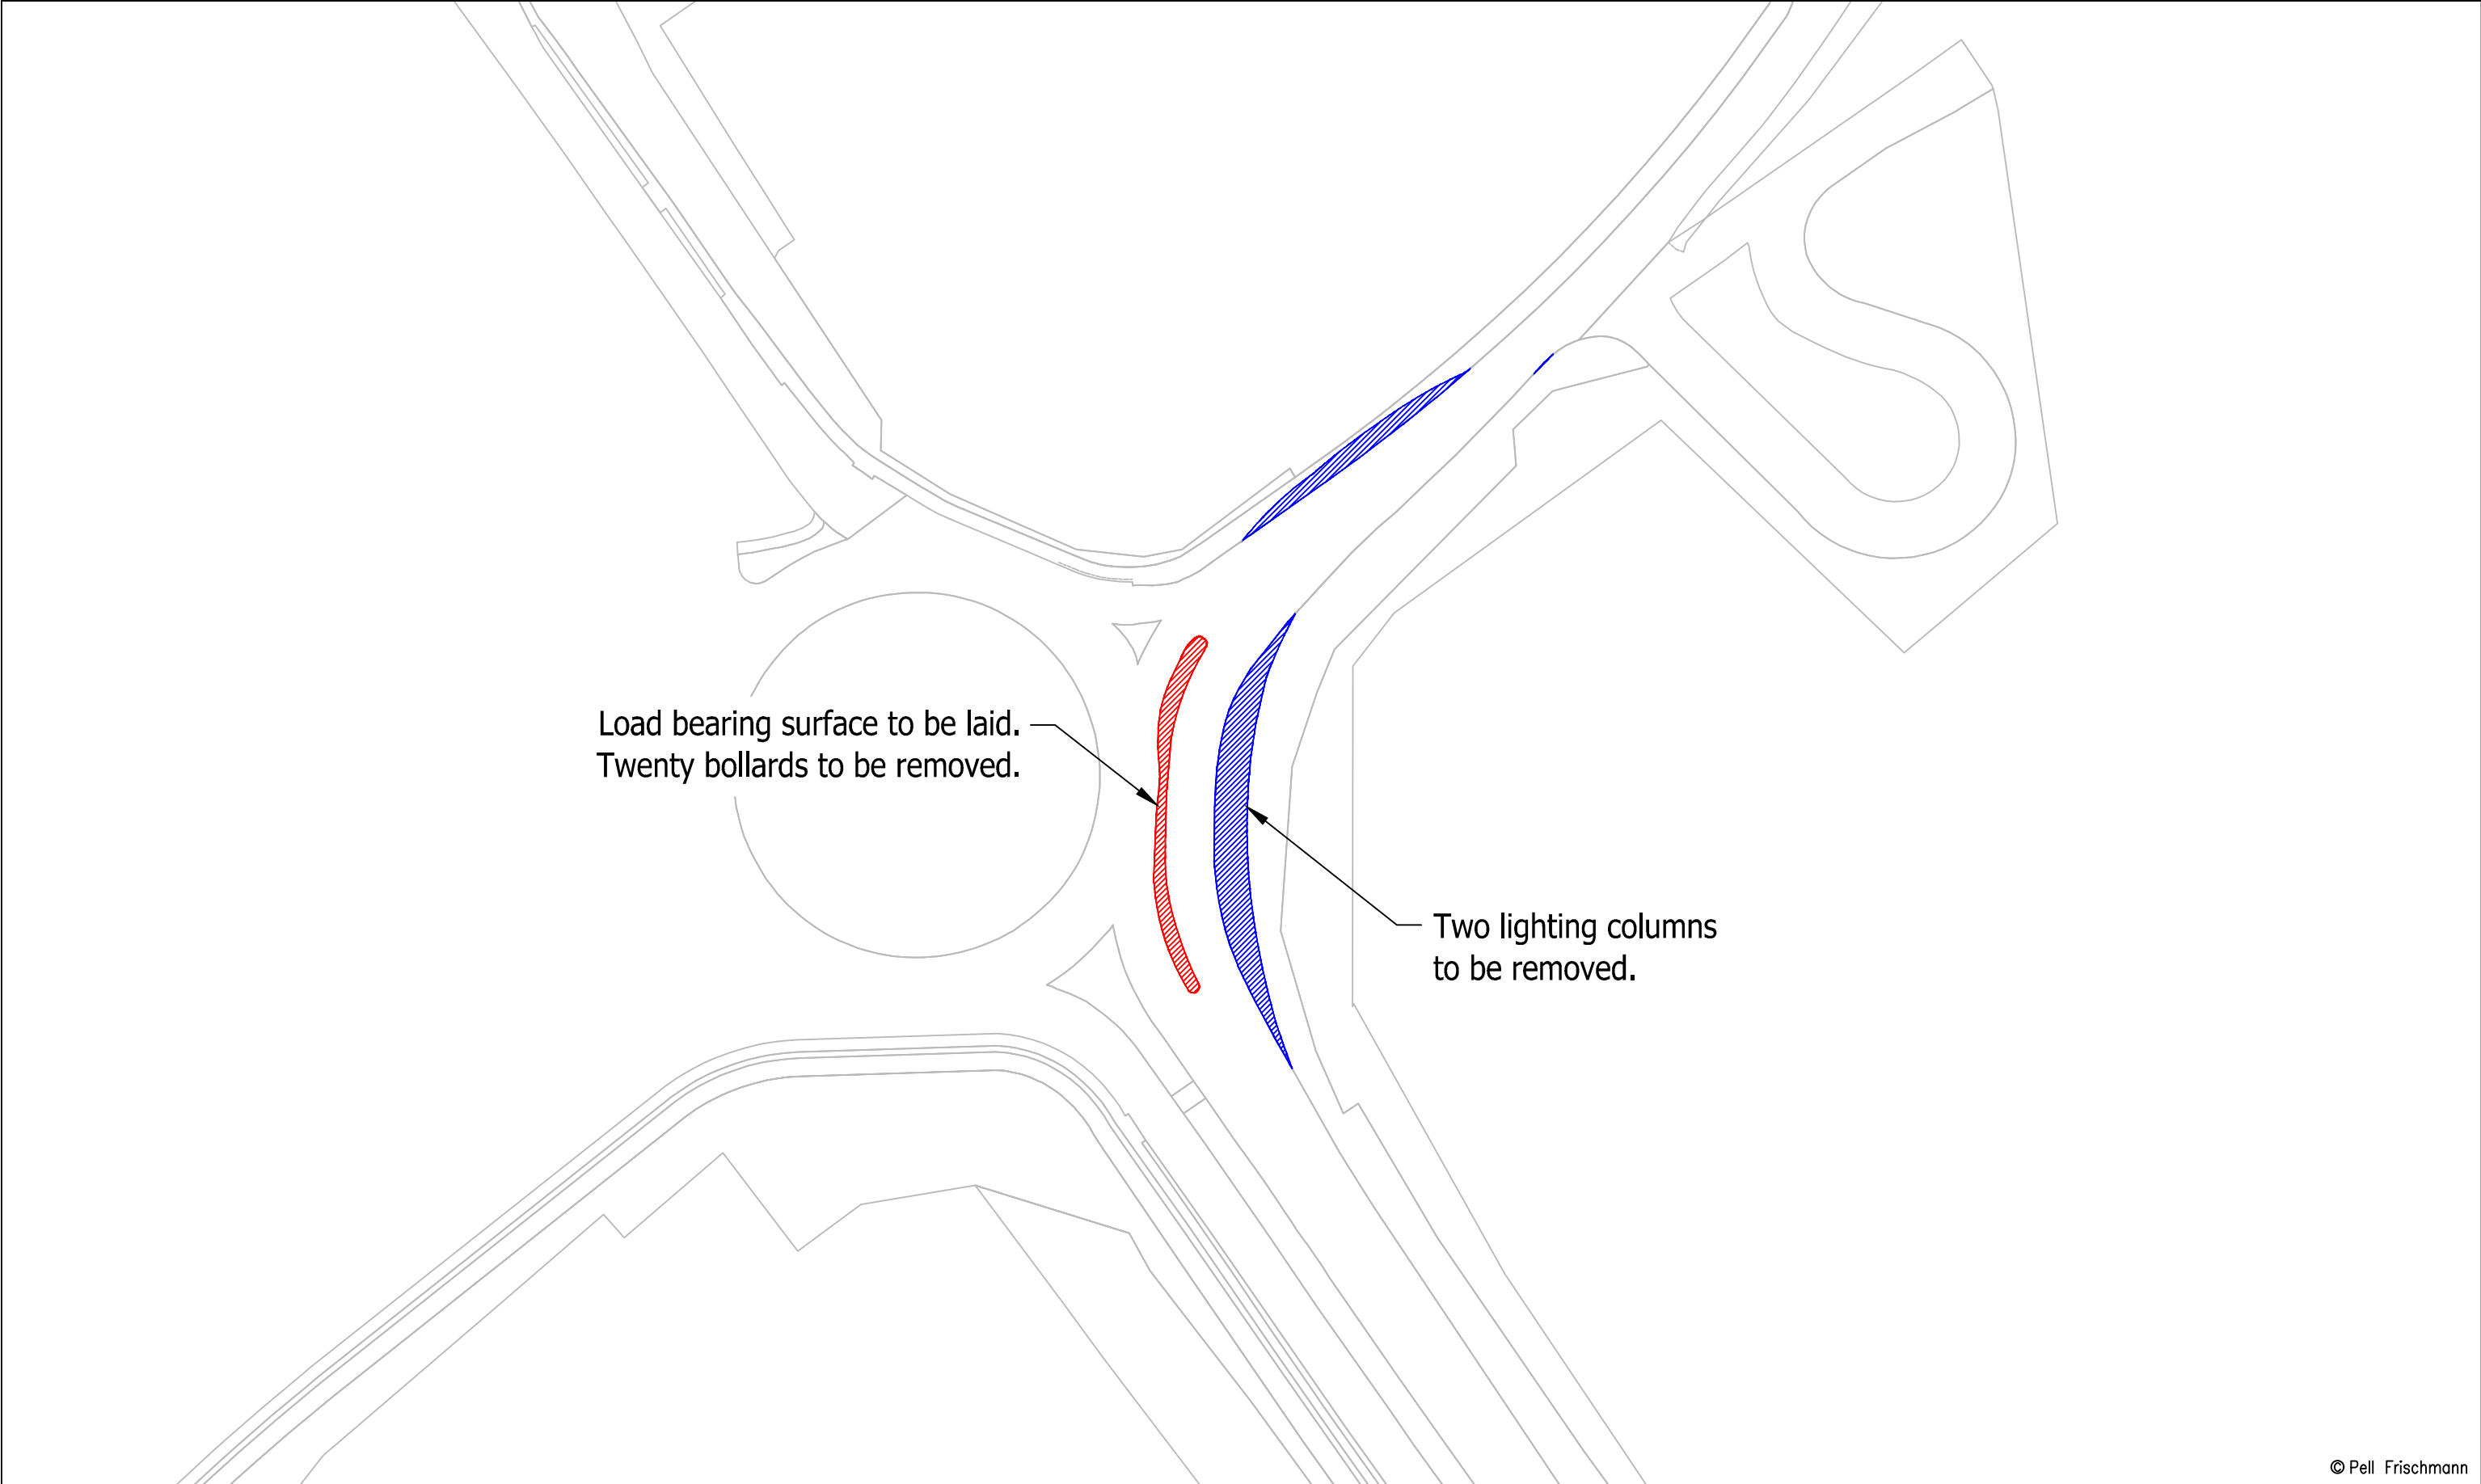 Load bearing surface to be laid.
Twenty bollards to be removed.
Two lighting columns
to be removed.
© Pell Frischmann